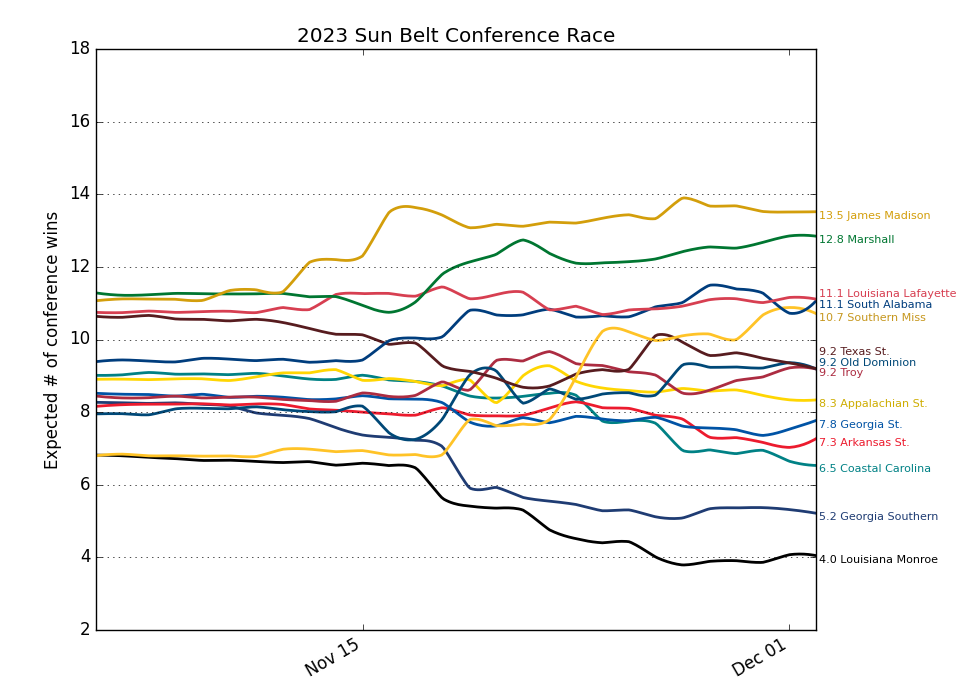 2023 Sun Belt Conference Race
Expected # of conference wins
18
16
14
12
10
8
6
4
2
Nov 15
Dec 01
13.5 James Madison
12.8 Marshall
11.1 Louisiana Lafayette
11.1 South Alabama
10.7 Southern Miss
9.2 Texas St.
9.2 Old Dominion
9.2 Troy
8.3 Appalachian St.
7.8 Georgia St.
7.3 Arkansas St.
6.5 Coastal Carolina
5.2 Georgia Southern
4.0 Louisiana Monroe